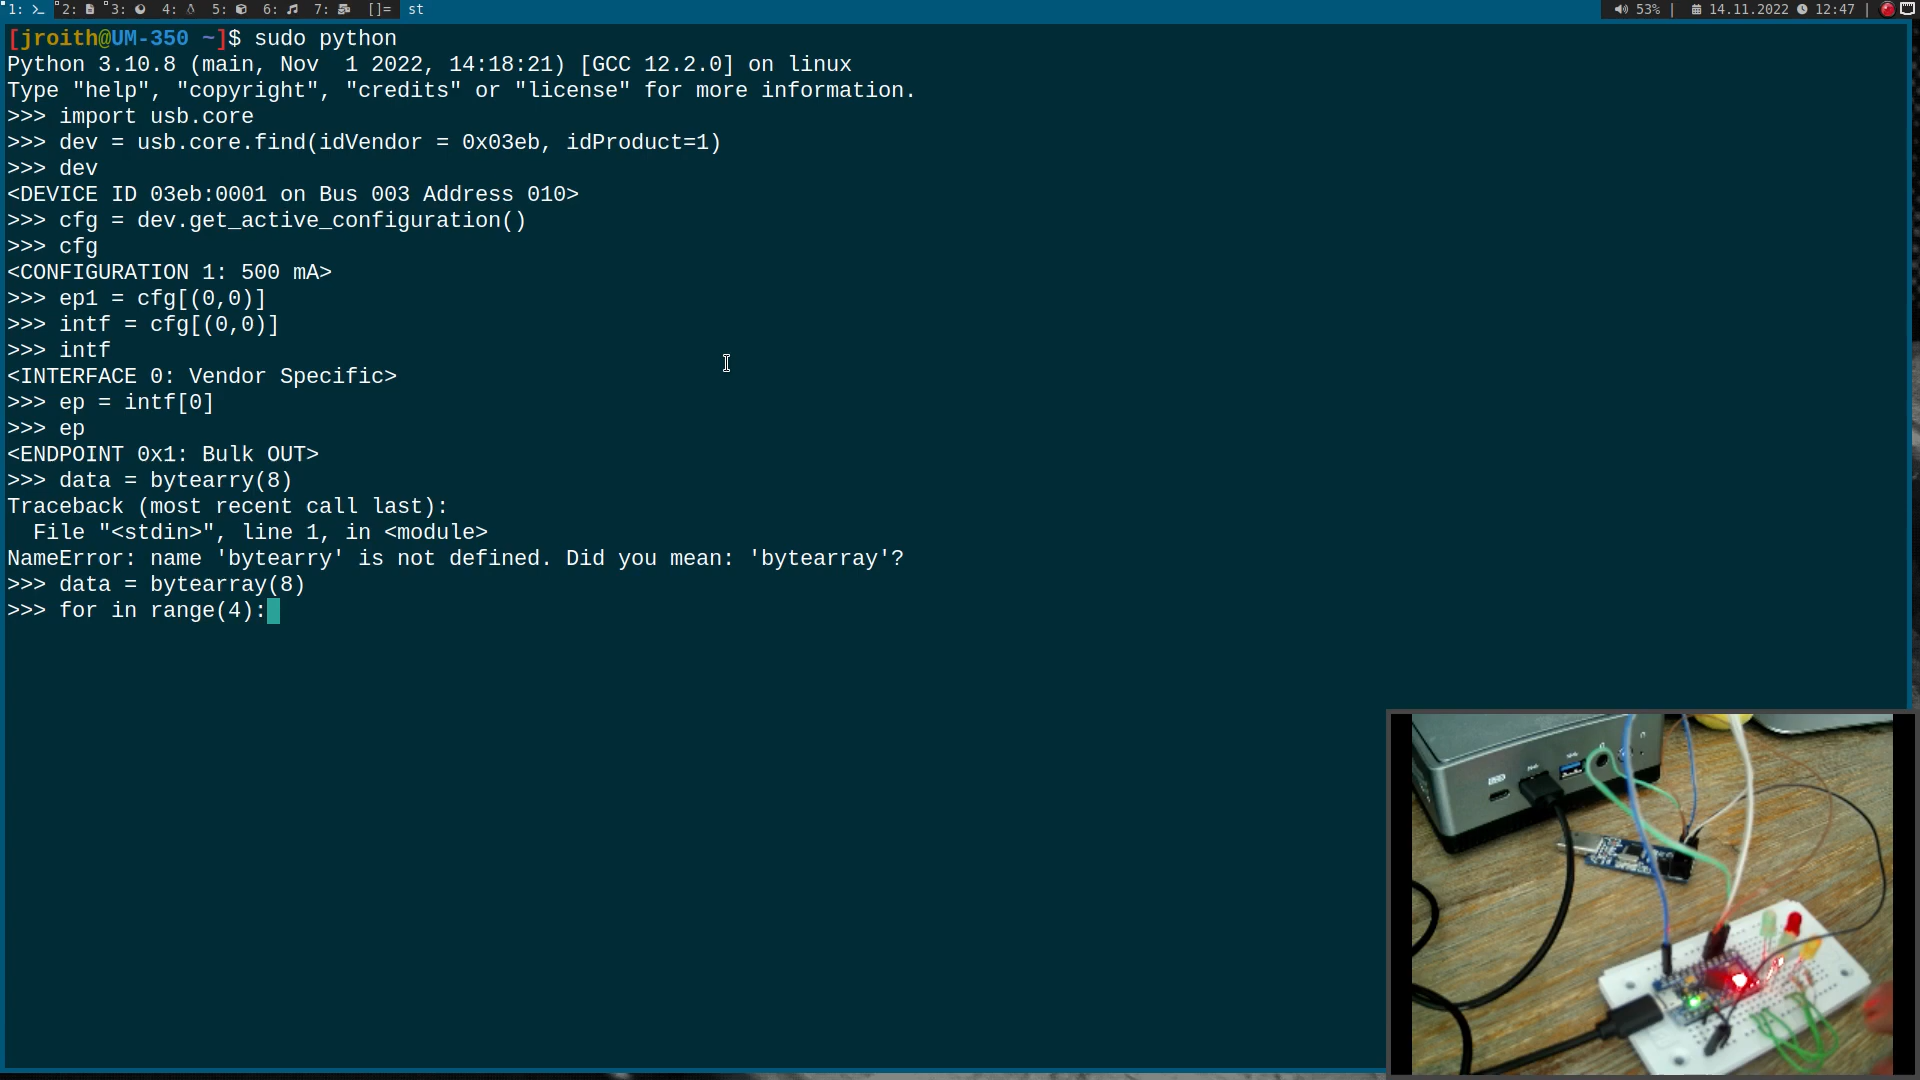 1: 2: 3: 4: 5: 6: 7: []= st 53% | 14.11.2022 12:47 |
[jroith@UM-350 ~]$ sudo python
Python 3.10.8 (main, Nov  1 2022, 14:18:21) [GCC 12.2.0] on linux
Type "help", "copyright", "credits" or "license" for more information.
>>> import usb.core
>>> dev = usb.core.find(idVendor = 0x03eb, idProduct=1)
>>> dev
<DEVICE ID 03eb:0001 on Bus 003 Address 010>
>>> cfg = dev.get_active_configuration()
>>> cfg
<CONFIGURATION 1: 500 mA>
>>> ep1 = cfg[(0,0)]
>>> intf = cfg[(0,0)]
>>> intf
<INTERFACE 0: Vendor Specific>
>>> ep = intf[0]
>>> ep
<ENDPOINT 0x1: Bulk OUT>
>>> data = bytearry(8)
Traceback (most recent call last):
  File "<stdin>", line 1, in <module>
NameError: name 'bytearry' is not defined. Did you mean: 'bytearray'?
>>> data = bytearray(8)
>>> for in range(4):